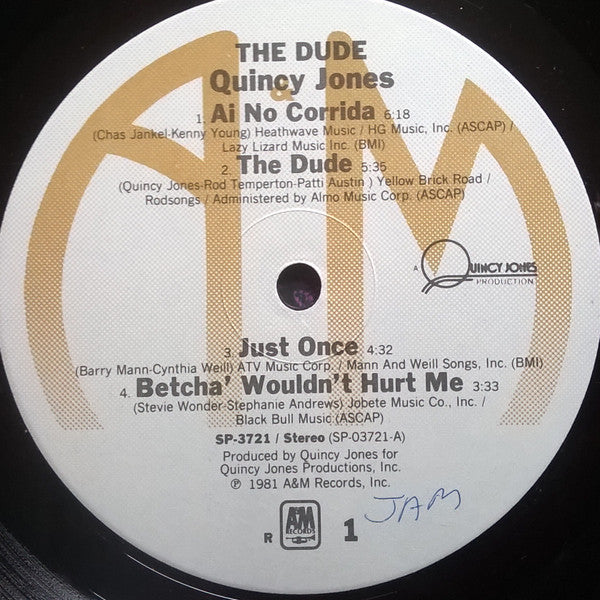 THE DUDE
Quincy Jones
1. Ai No Corrida 6:18
(Chas Jankel-Kenny Young) Heathwave Music / HG Music, Inc. (ASCAP) /
Lazy Lizard Music Inc. (BMI)
2. The Dude 5:35
(Quincy Jones-Rod Temperton-Patti Austin ) Yellow Brick Road /
Rodsongs / Administered by Almo Music Corp. (ASCAP)
A QUINCY JONES
PRODUCTION
3. Just Once 4:32
(Barry Mann-Cynthia Weill) ATV Music Corp. / Mann And Weill Songs, Inc. (BMI)
4. Betcha' Wouldn't Hurt Me 3:33
(Stevie Wonder-Stephanie Andrews) Jobete Music Co., Inc. /
Black Bull Music (ASCAP)
SP-3721 / Stereo (SP-03721-A)
Produced by Quincy Jones for
Quincy Jones Productions, Inc.
℗ 1981 A&M Records, Inc.
R A&M RECORDS 1 JAM
A&M